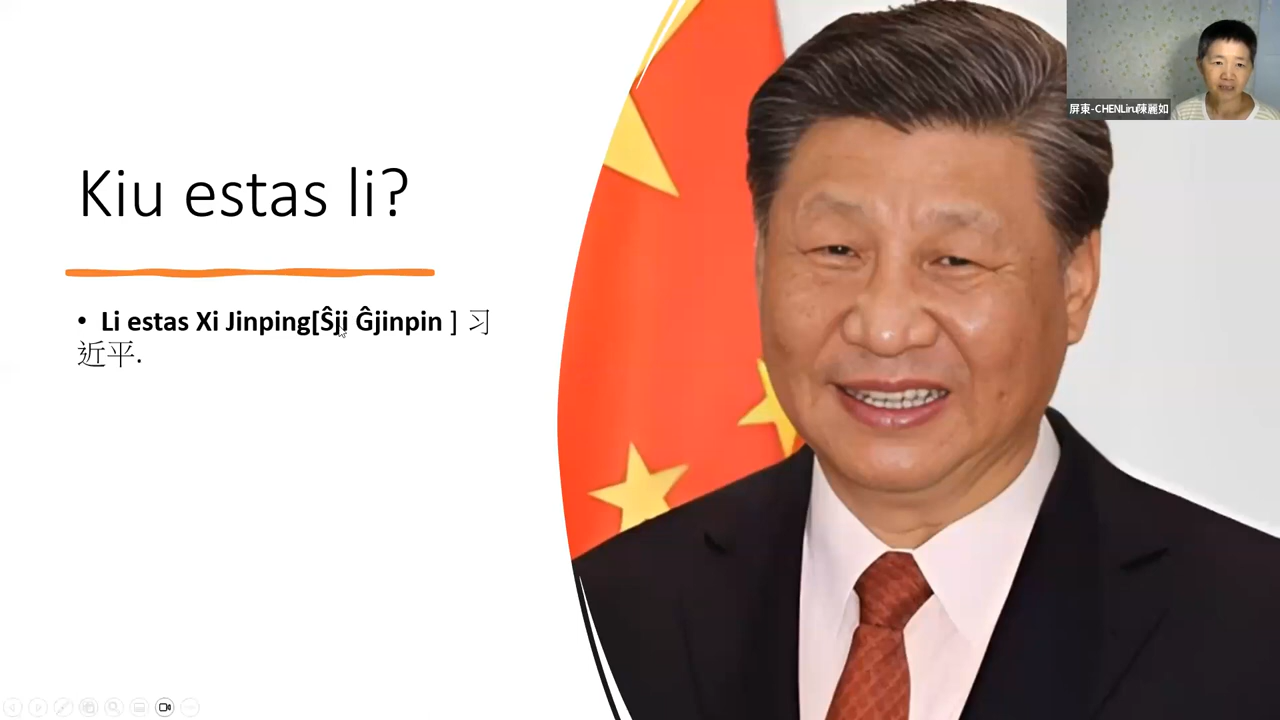 Kiu estas li?
• Li estas Xi Jinping[Ŝji Ĝjinpin ] 习
近平.
屏東-CHENLiru陳麗如